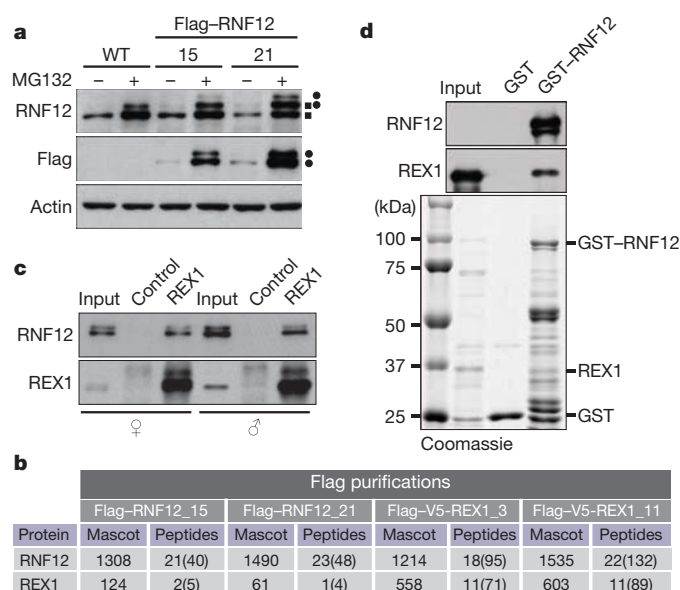 a
Flag–RNF12
WT 15 21
MG132 – + – + – +
RNF12
Flag
Actin
c
Input Control REX1 Input Control REX1
RNF12
REX1
♀ ♂
d
Input GST GST–RNF12
RNF12
REX1
(kDa)
100
75
50
37
25
GST–RNF12
REX1
GST
Coomassie
b
Flag purifications
Flag–RNF12_15 Flag–RNF12_21 Flag–V5-REX1_3 Flag–V5-REX1_11
Protein Mascot Peptides Mascot Peptides Mascot Peptides Mascot Peptides
RNF12 1308 21(40) 1490 23(48) 1214 18(95) 1535 22(132)
REX1 124 2(5) 61 1(4) 558 11(71) 603 11(89)